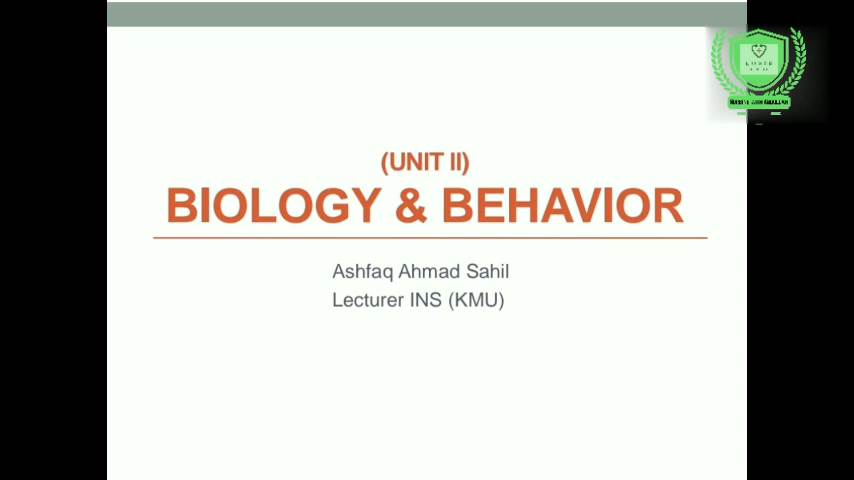 (UNIT II)
BIOLOGY & BEHAVIOR
Ashfaq Ahmad Sahil
Lecturer INS (KMU)